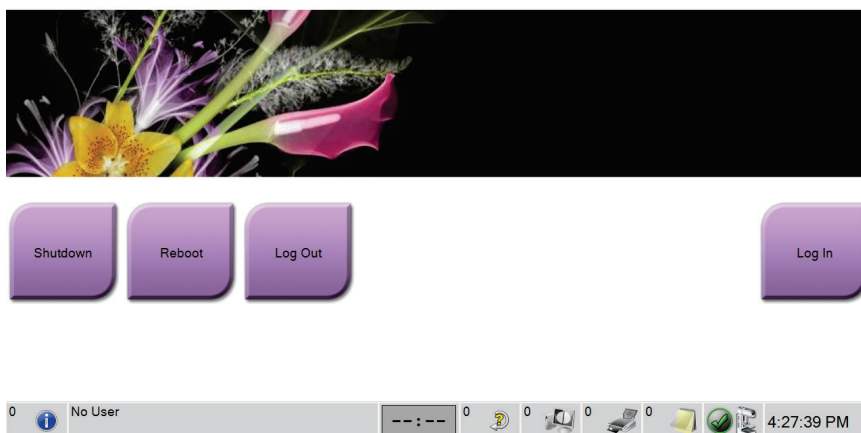 Shutdown
Reboot
Log Out
Log In
0
No User
--:--
0
0
0
0
4:27:39 PM